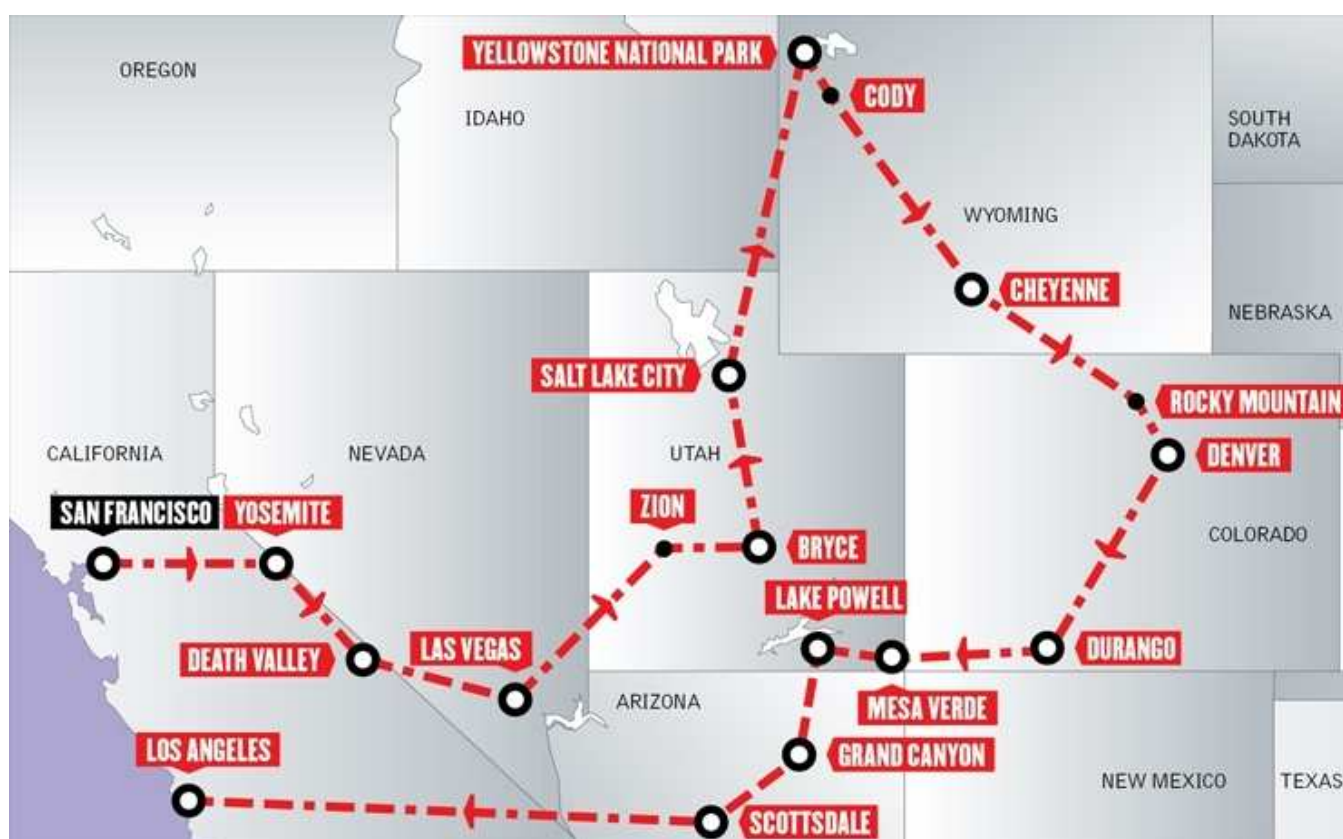 YELLOWSTONE NATIONAL PARK
OREGON
CODY
IDAHO
SOUTH
DAKOTA
WYOMING
CHEYENNE
NEBRASKA
SALT LAKE CITY
ROCKY MOUNTAIN
CALIFORNIA
NEVADA
UTAH
DENVER
SAN FRANCISCO
YOSEMITE
ZION
COLORADO
BRYCE
LAKE POWELL
LAS VEGAS
DEATH VALLEY
DURANGO
ARIZONA
MESA VERDE
LOS ANGELES
GRAND CANYON
NEW MEXICO
TEXAS
SCOTTSDALE